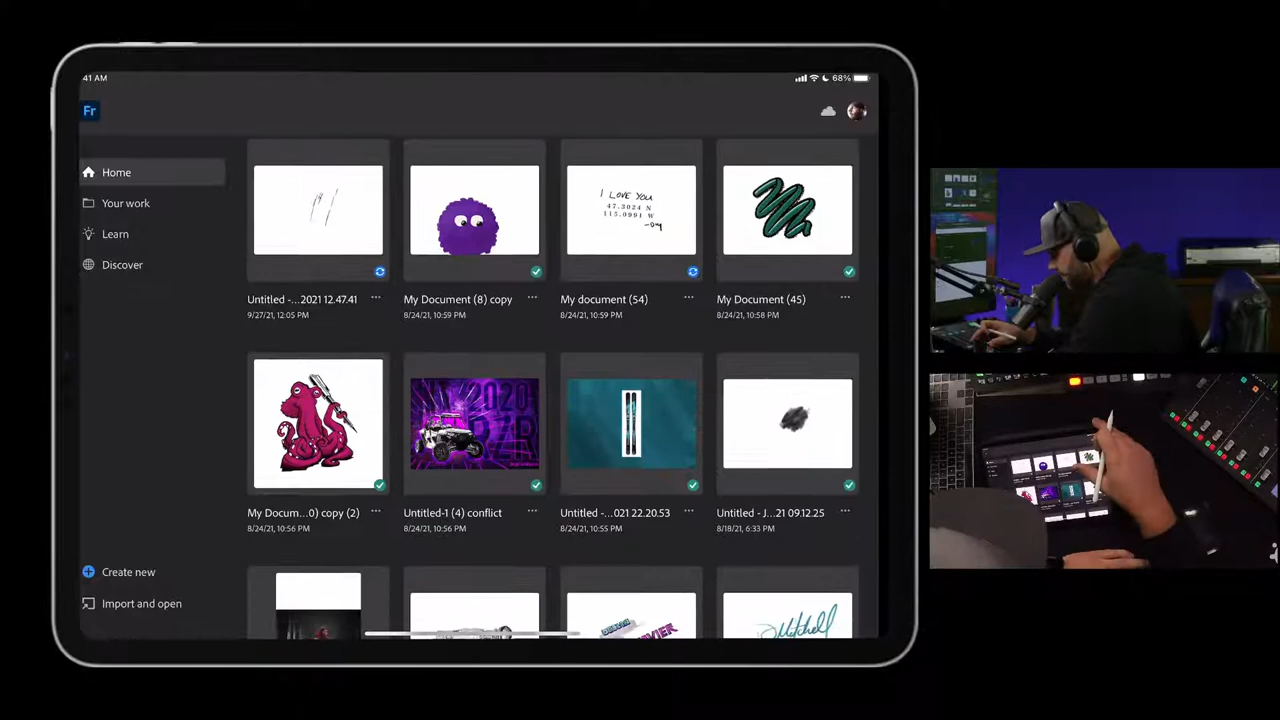 41 AM
68%
Fr
Home
Your work
Learn
Discover
Create new
Import and open
I LOVE YOU
47.3024 N
115.0991 W
Untitled -...2021 12.47.41
9/27/21, 12:05 PM
My Document (8) copy
8/24/21, 10:59 PM
My document (54)
8/24/21, 10:59 PM
My Document (45)
8/24/21, 10:58 PM
2020
RZR
My Docum...0) copy (2)
8/24/21, 10:56 PM
Untitled-1 (4) conflict
8/24/21, 10:56 PM
Untitled -...021 22.20.53
8/24/21, 10:55 PM
Untitled - J...21 09.12.25
8/18/21, 6:33 PM
Mitchell